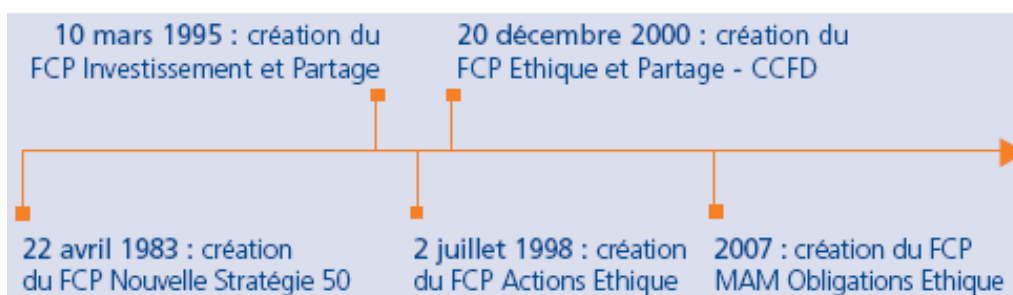 10 mars 1995 : création du
FCP Investissement et Partage
20 décembre 2000 : création du
FCP Ethique et Partage - CCFD
22 avril 1983 : création
du FCP Nouvelle Stratégie 50
2 juillet 1998 : création
du FCP Actions Ethique
2007 : création du FCP
MAM Obligations Ethique